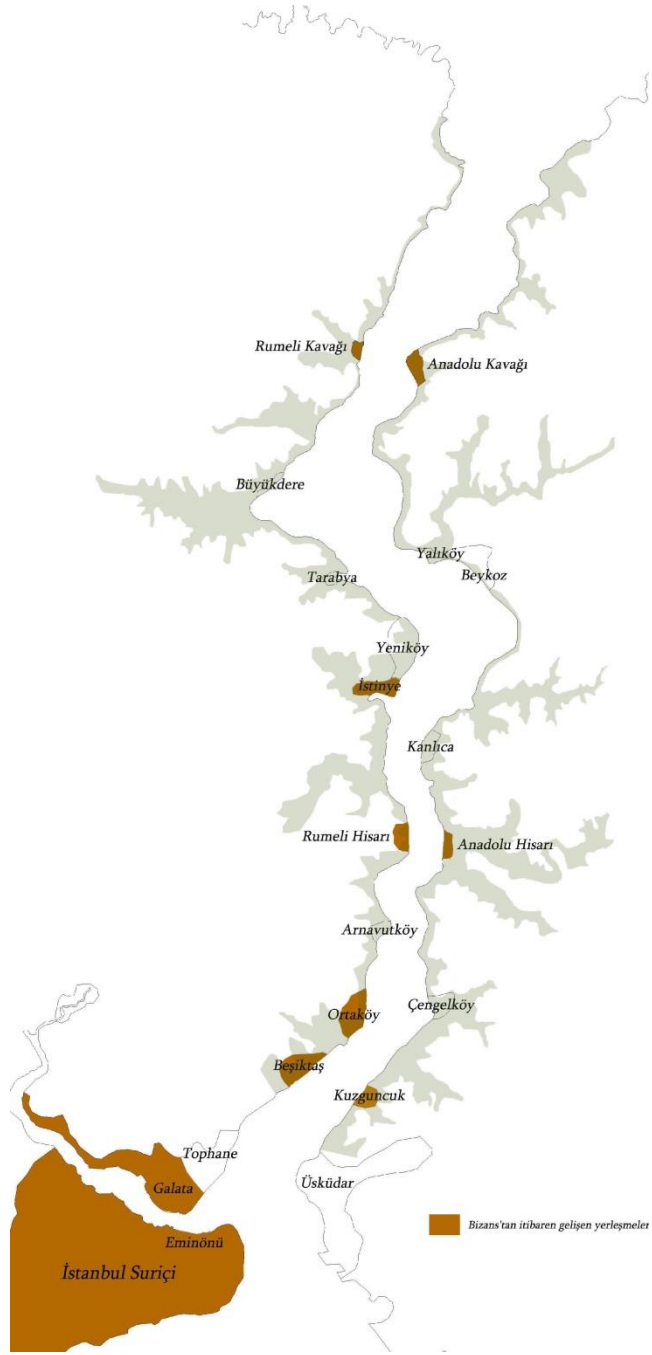 Rumeli Kavağı
Anadolu Kavağı
Büyükdere
Yalıköy
Beykoz
Tarabya
Yeniköy
İstinye
Kanlıca
Rumeli Hisarı
Anadolu Hisarı
Arnavutköy
Çengelköy
Ortaköy
Beşiktaş
Kuzguncuk
Tophane
Galata
Üsküdar
Eminönü
Bizans'tan itibaren gelişen yerleşmeler
İstanbul Suriçi